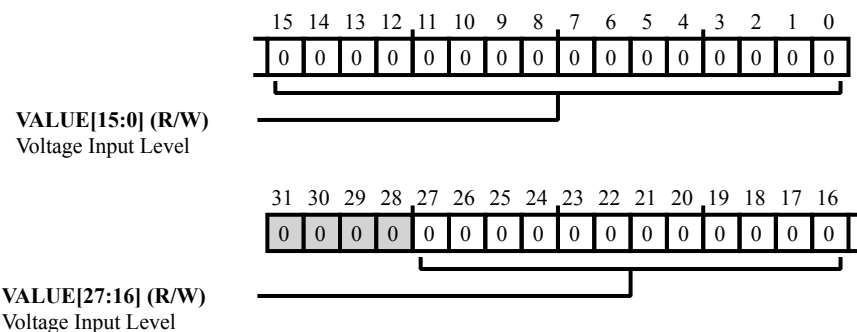 15 14 13 12 11 10 9 8 7 6 5 4 3 2 1 0
0 0 0 0 0 0 0 0 0 0 0 0 0 0 0 0
VALUE[15:0] (R/W)
Voltage Input Level
31 30 29 28 27 26 25 24 23 22 21 20 19 18 17 16
0 0 0 0 0 0 0 0 0 0 0 0 0 0 0 0
VALUE[27:16] (R/W)
Voltage Input Level